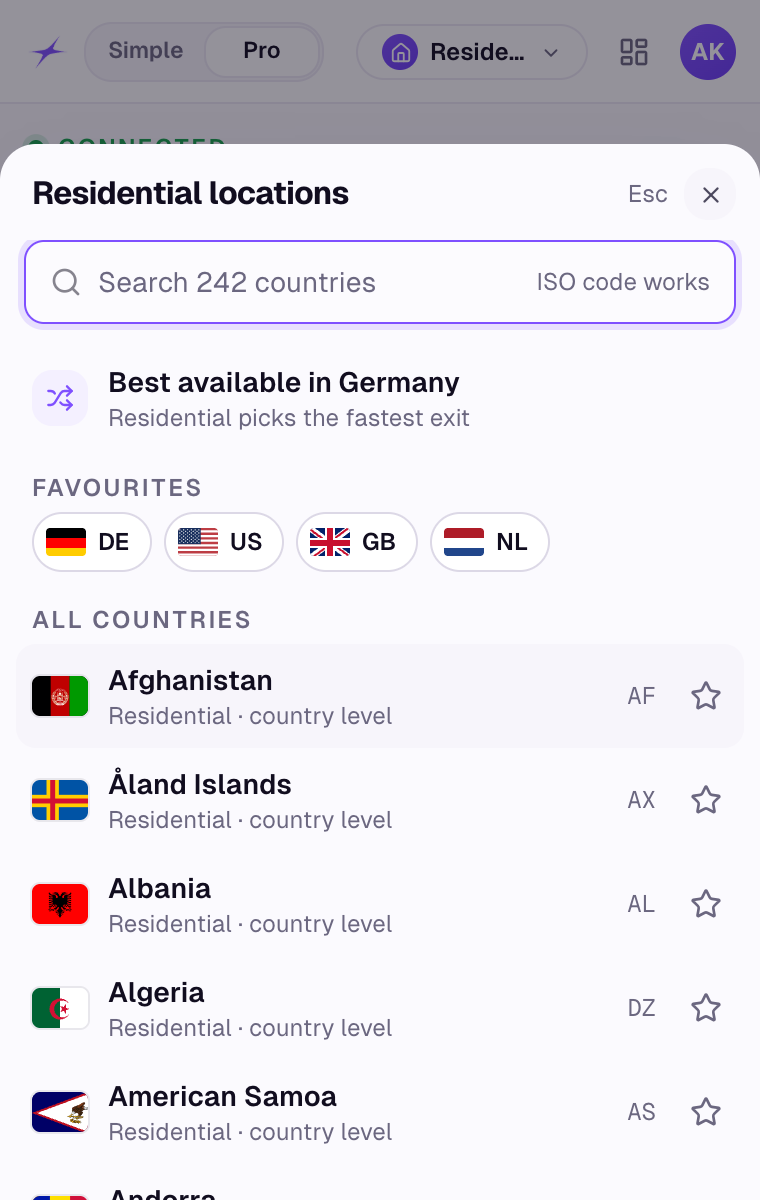 Simple
Pro
Reside...
AK
CONNECTED
Residential locations
Esc
Search 242 countries
ISO code works
Best available in Germany
Residential picks the fastest exit
FAVOURITES
DE
US
GB
NL
ALL COUNTRIES
Afghanistan
AF
Residential · country level
Åland Islands
AX
Residential · country level
Albania
AL
Residential · country level
Algeria
DZ
Residential · country level
American Samoa
AS
Residential · country level
Andorra